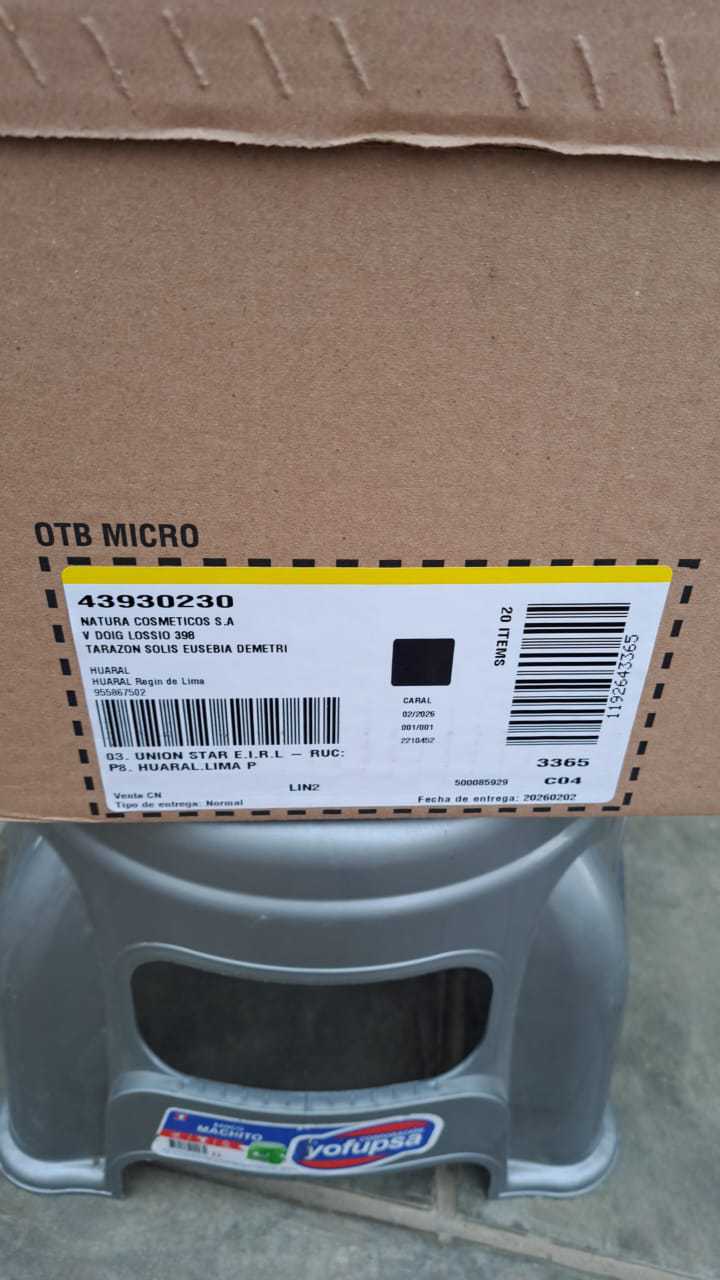 OTB MICRO
43930230
NATURA COSMETICOS S.A
V DOIG LOSSIO 398
TARAZON SOLIS EUSEBIA DEMETRI
HUARAL
HUARAL Regin de Lima
955867502
03. UNION STAR E.I.R.L – RUC:
P8. HUARAL.LIMA P
Venta CN
Tipo de entrega: Normal
LIN2
CARAL
02/2026
001/001
2210452
20 ITEMS
1192643365
3365
500085929
C04
Fecha de entrega: 20260202
BANCO
MACHITO
yofupsa